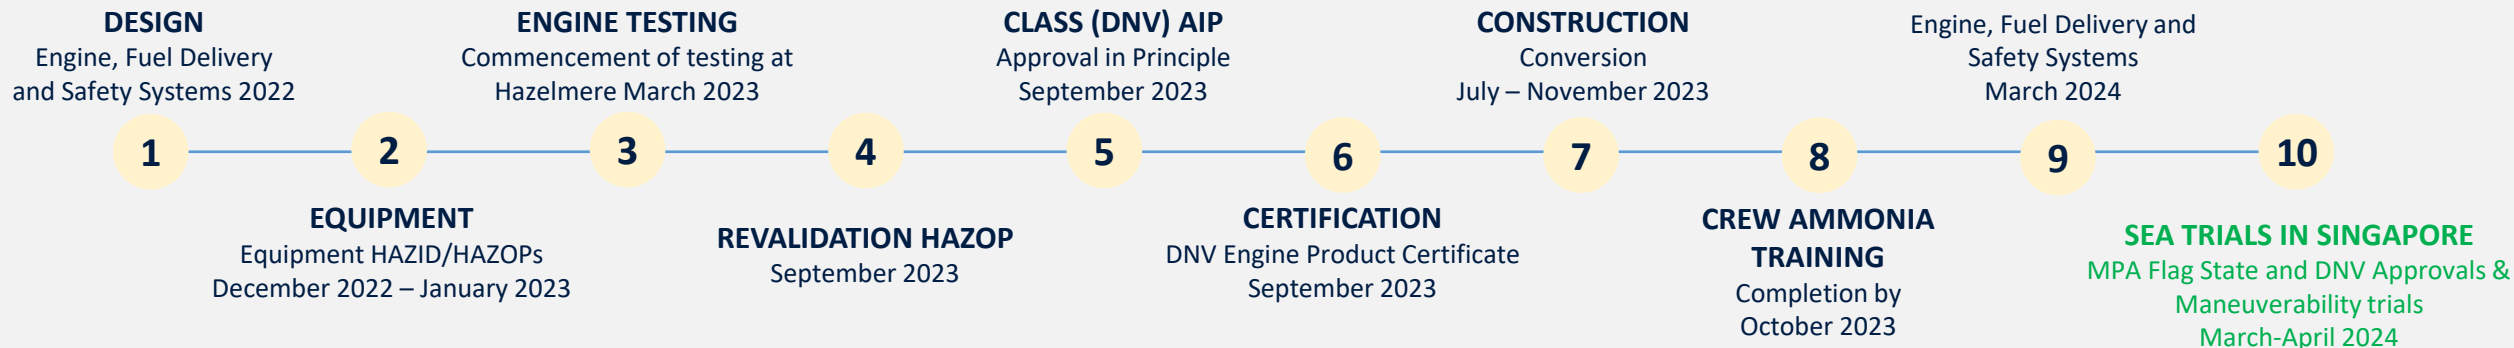 DESIGN
Engine, Fuel Delivery
and Safety Systems 2022
1
2
EQUIPMENT
Equipment HAZID/HAZOPs
December 2022 – January 2023
ENGINE TESTING
Commencement of testing at
Hazelmere March 2023
3
4
REVALIDATION HAZOP
September 2023
CLASS (DNV) AIP
Approval in Principle
September 2023
5
6
CERTIFICATION
DNV Engine Product Certificate
September 2023
CONSTRUCTION
Conversion
July – November 2023
7
8
CREW AMMONIA
TRAINING
Completion by
October 2023
Engine, Fuel Delivery and
Safety Systems
March 2024
9
10
SEA TRIALS IN SINGAPORE
MPA Flag State and DNV Approvals &
Maneuverability trials
March-April 2024